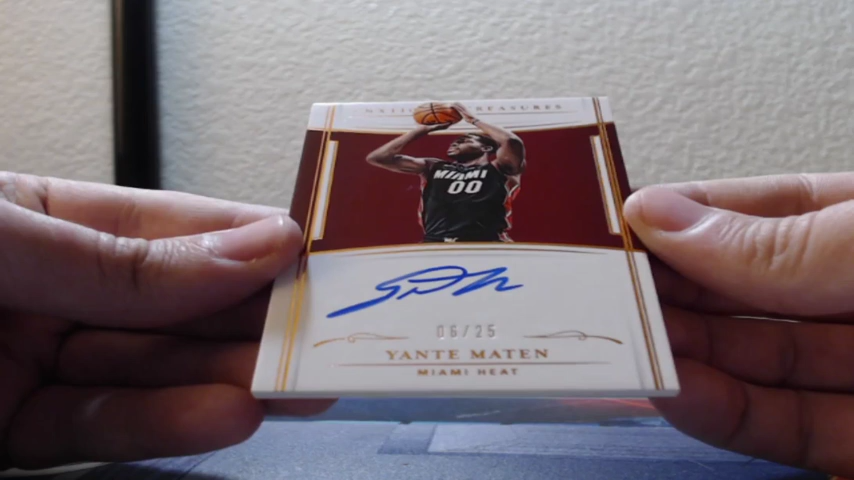 TREASURES
MIAMI
00
06/25
YANTE MATEN
MIAMI HEAT